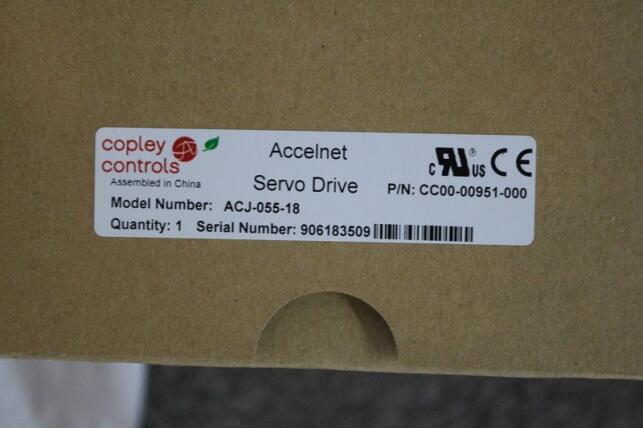 copley
controls
Assembled in China
Accelnet
Servo Drive
C UR US CE
P/N: CC00-00951-000
Model Number: ACJ-055-18
Quantity: 1 Serial Number: 906183509